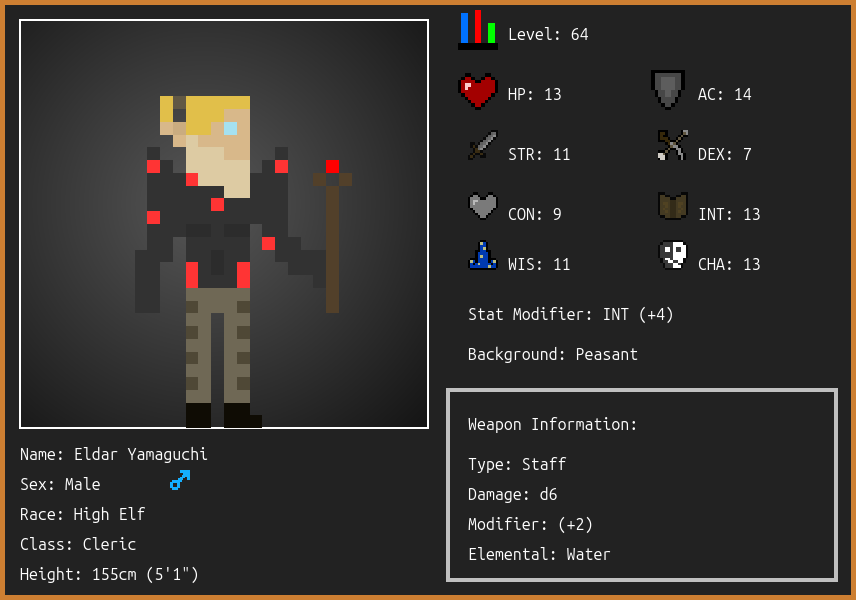 Level: 64
HP: 13
AC: 14
STR: 11
DEX: 7
CON: 9
INT: 13
WIS: 11
CHA: 13
Stat Modifier: INT (+4)
Background: Peasant
Weapon Information:
Type: Staff
Damage: d6
Modifier: (+2)
Elemental: Water
Name: Eldar Yamaguchi
Sex: Male
Race: High Elf
Class: Cleric
Height: 155cm (5'1")